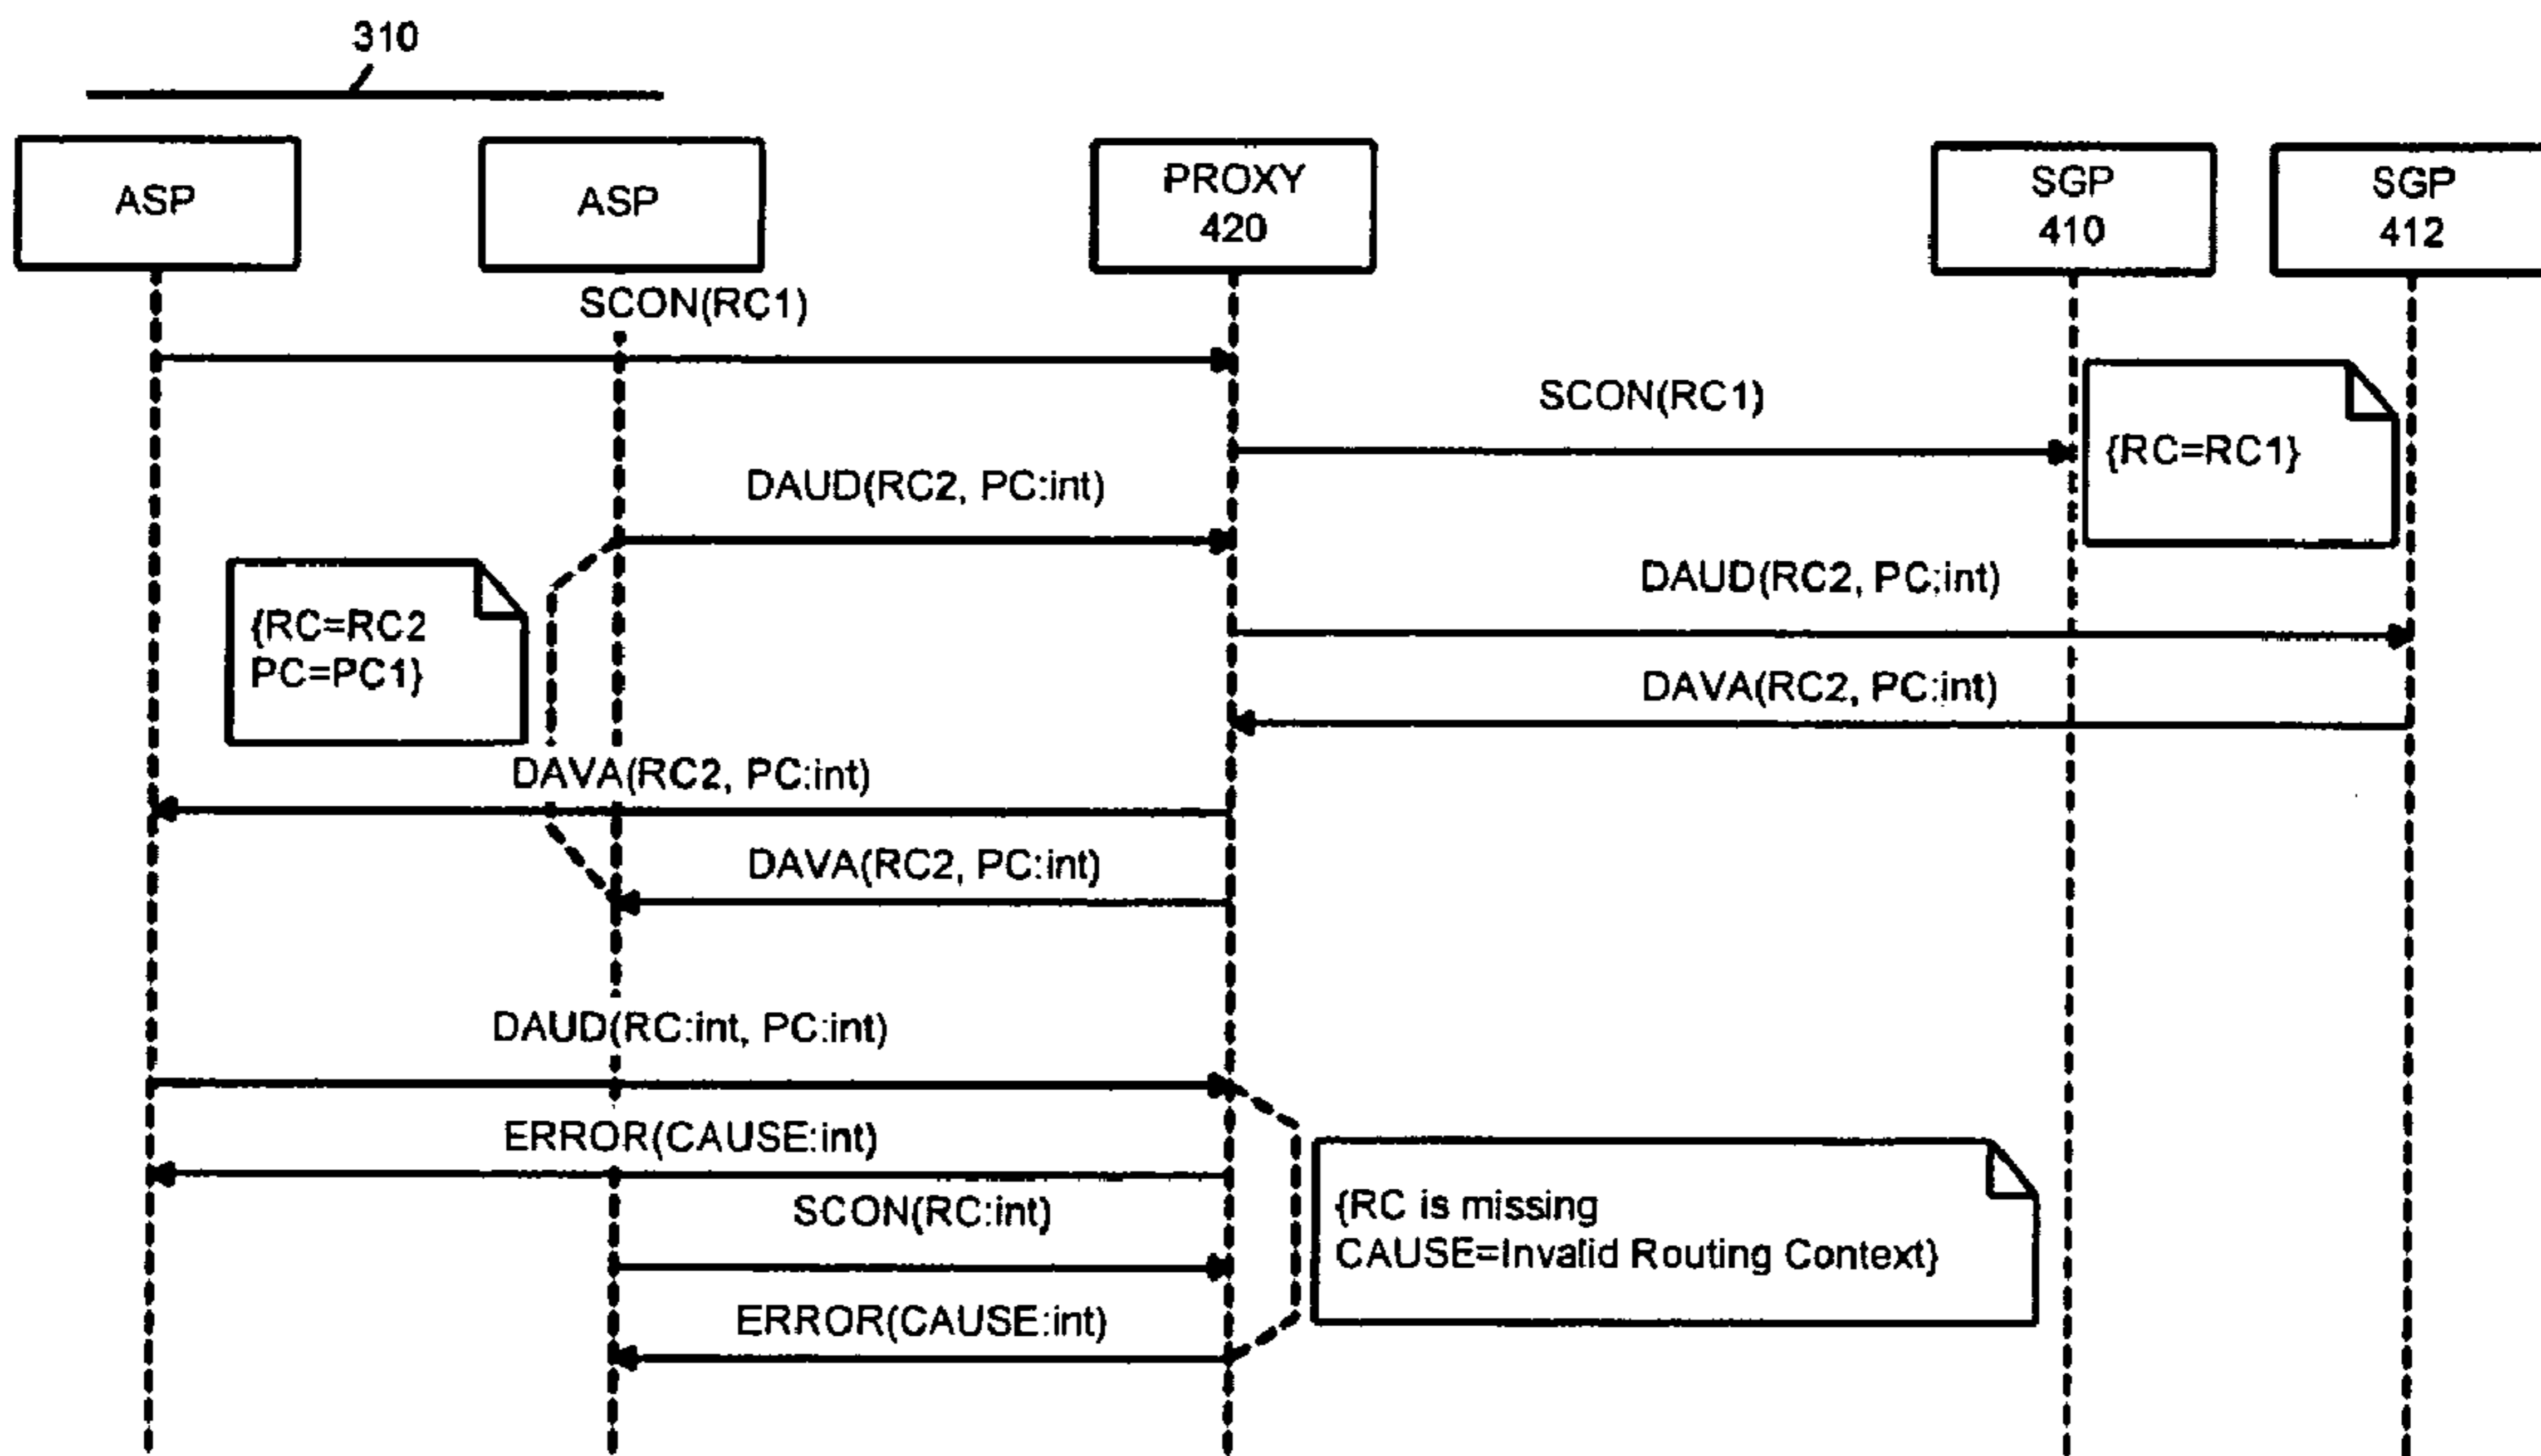 310
ASP
ASP
PROXY
420
SGP
410
SGP
412
SCON(RC1)
SCON(RC1)
{RC=RC1}
DAUD(RC2, PC:int)
DAUD(RC2, PC:int)
{RC=RC2
PC=PC1}
DAVA(RC2, PC:int)
DAVA(RC2, PC:int)
DAVA(RC2, PC:int)
DAUD(RC:int, PC:int)
ERROR(CAUSE:int)
SCON(RC:int)
{RC is missing
CAUSE=Invalid Routing Context}
ERROR(CAUSE:int)